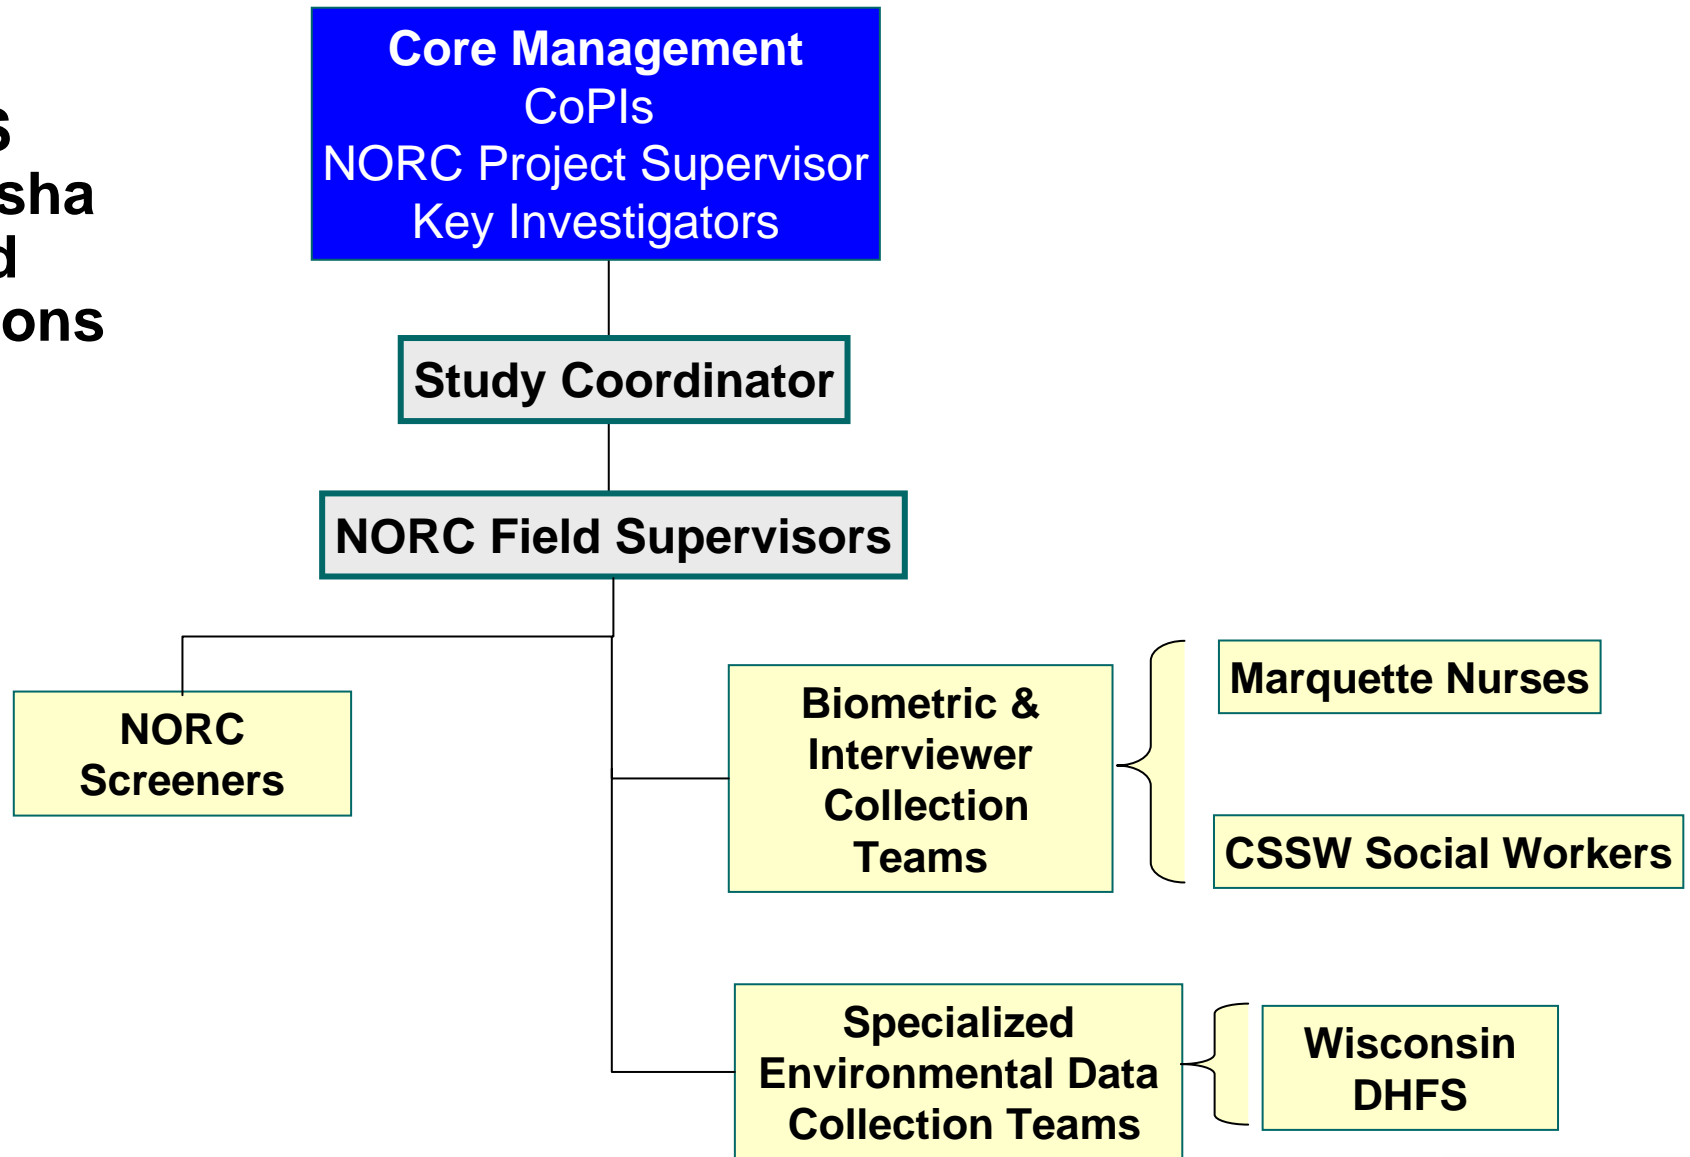 Core Management
CoPIs
NORC Project Supervisor
Key Investigators
Study Coordinator
NORC Field Supervisors
NORC
Screeners
Biometric &
Interviewer
Collection
Teams
Marquette Nurses
CSSW Social Workers
Specialized
Environmental Data
Collection Teams
Wisconsin
DHFS